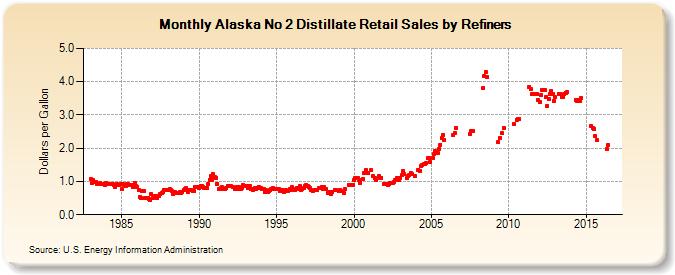 Monthly Alaska No 2 Distillate Retail Sales by Refiners
Dollars per Gallon
5.0
4.0
3.0
2.0
1.0
0.0
1985 1990 1995 2000 2005 2010 2015
Source: U.S. Energy Information Administration